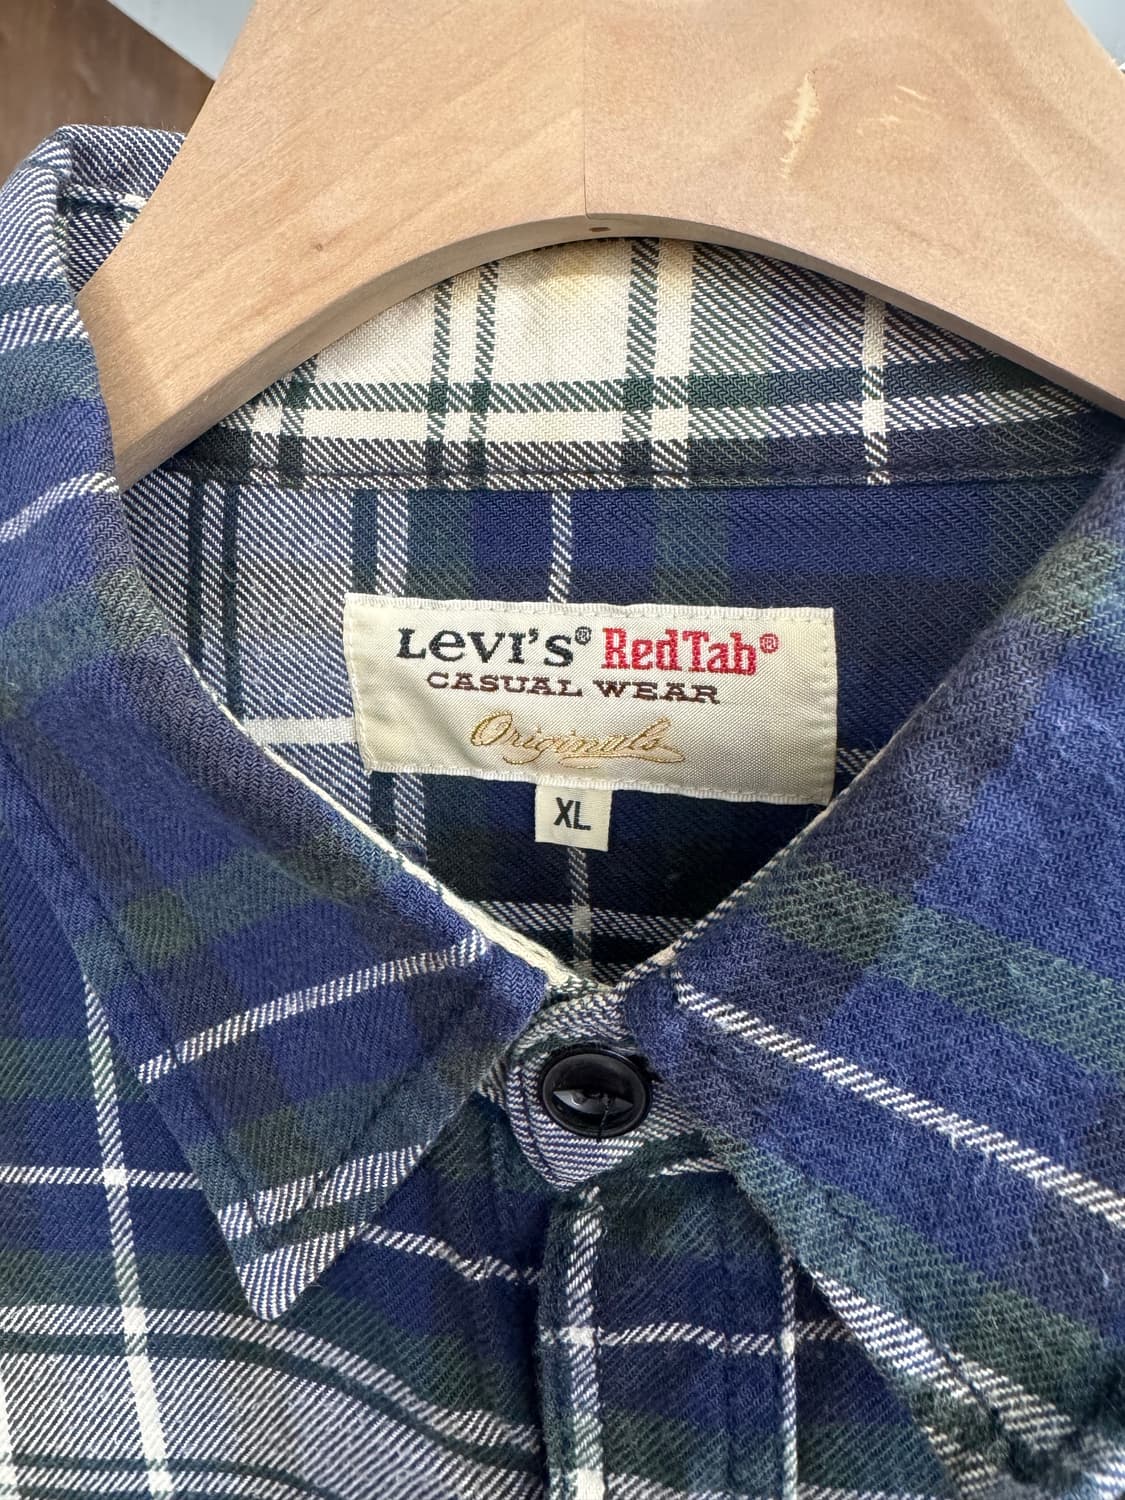 Levi's® RedTab®
CASUAL WEAR
Originals
XL